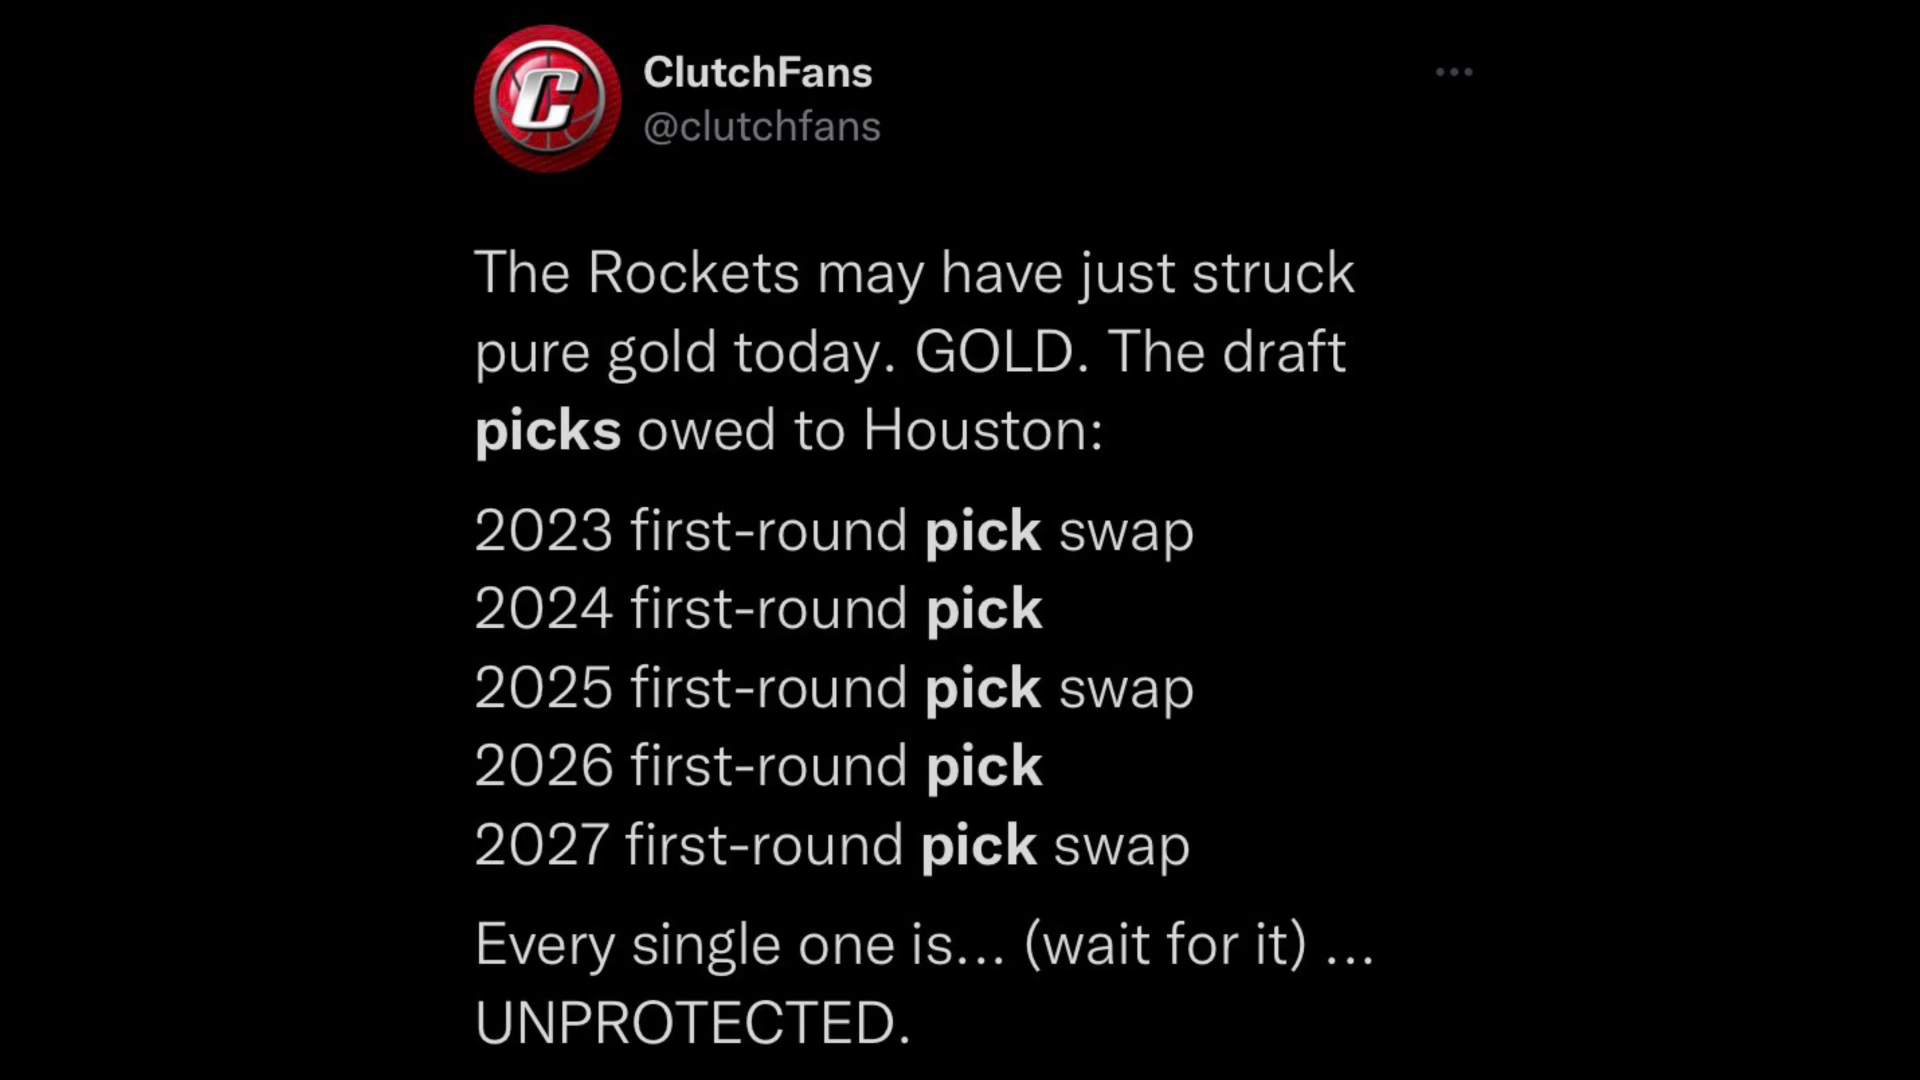 ClutchFans
@clutchfans
The Rockets may have just struck
pure gold today. GOLD. The draft
picks owed to Houston:
2023 first-round pick swap
2024 first-round pick
2025 first-round pick swap
2026 first-round pick
2027 first-round pick swap
Every single one is... (wait for it) ...
UNPROTECTED.